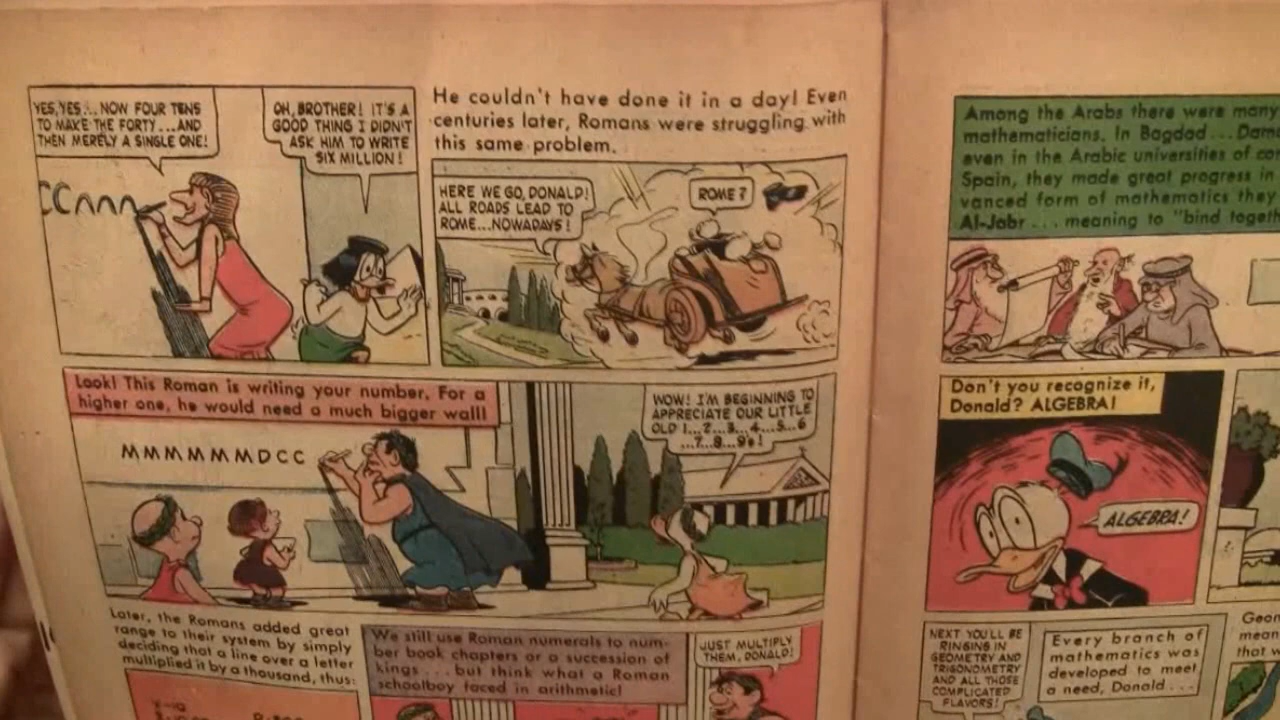 YES, YES... NOW FOUR TENS
TO MAKE THE FORTY...AND
THEN MERELY A SINGLE ONE!
OH, BROTHER! IT'S A
GOOD THING I DIDN'T
ASK HIM TO WRITE
SIX MILLION!
He couldn't have done it in a day! Even
centuries later, Romans were struggling with
this same problem.
HERE WE GO, DONALD!
ALL ROADS LEAD TO
ROME...NOWADAYS!
ROME?
Look! This Roman is writing your number. For a
higher one, he would need a much bigger wall!
MMMMMMDCC
WOW! I'M BEGINNING TO
APPRECIATE OUR LITTLE
OLD 1...2...3...4...5...6
...7...8...9's!
Later, the Romans added great
range to their system by simply
deciding that a line over a letter
multiplied it by a thousand, thus:
We still use Roman numerals to num-
ber book chapters or a succession of
kings . . . but think what a Roman
schoolboy faced in arithmetic!
JUST MULTIPLY
THEM, DONALD!
Among the Arabs there were many
mathematicians. In Bagdad . . .
even in the Arabic universities of
Spain, they made great progress in
vanced form of mathematics they
Al-Jabr . . . meaning to "bind
Don't you recognize it,
Donald? ALGEBRA!
ALGEBRA!
NEXT YOU'LL BE
RINGING IN
GEOMETRY AND
TRIGONOMETRY
AND ALL THOSE
COMPLICATED
FLAVORS!
Every branch of
mathematics was
developed to meet
a need, Donald . . .
that